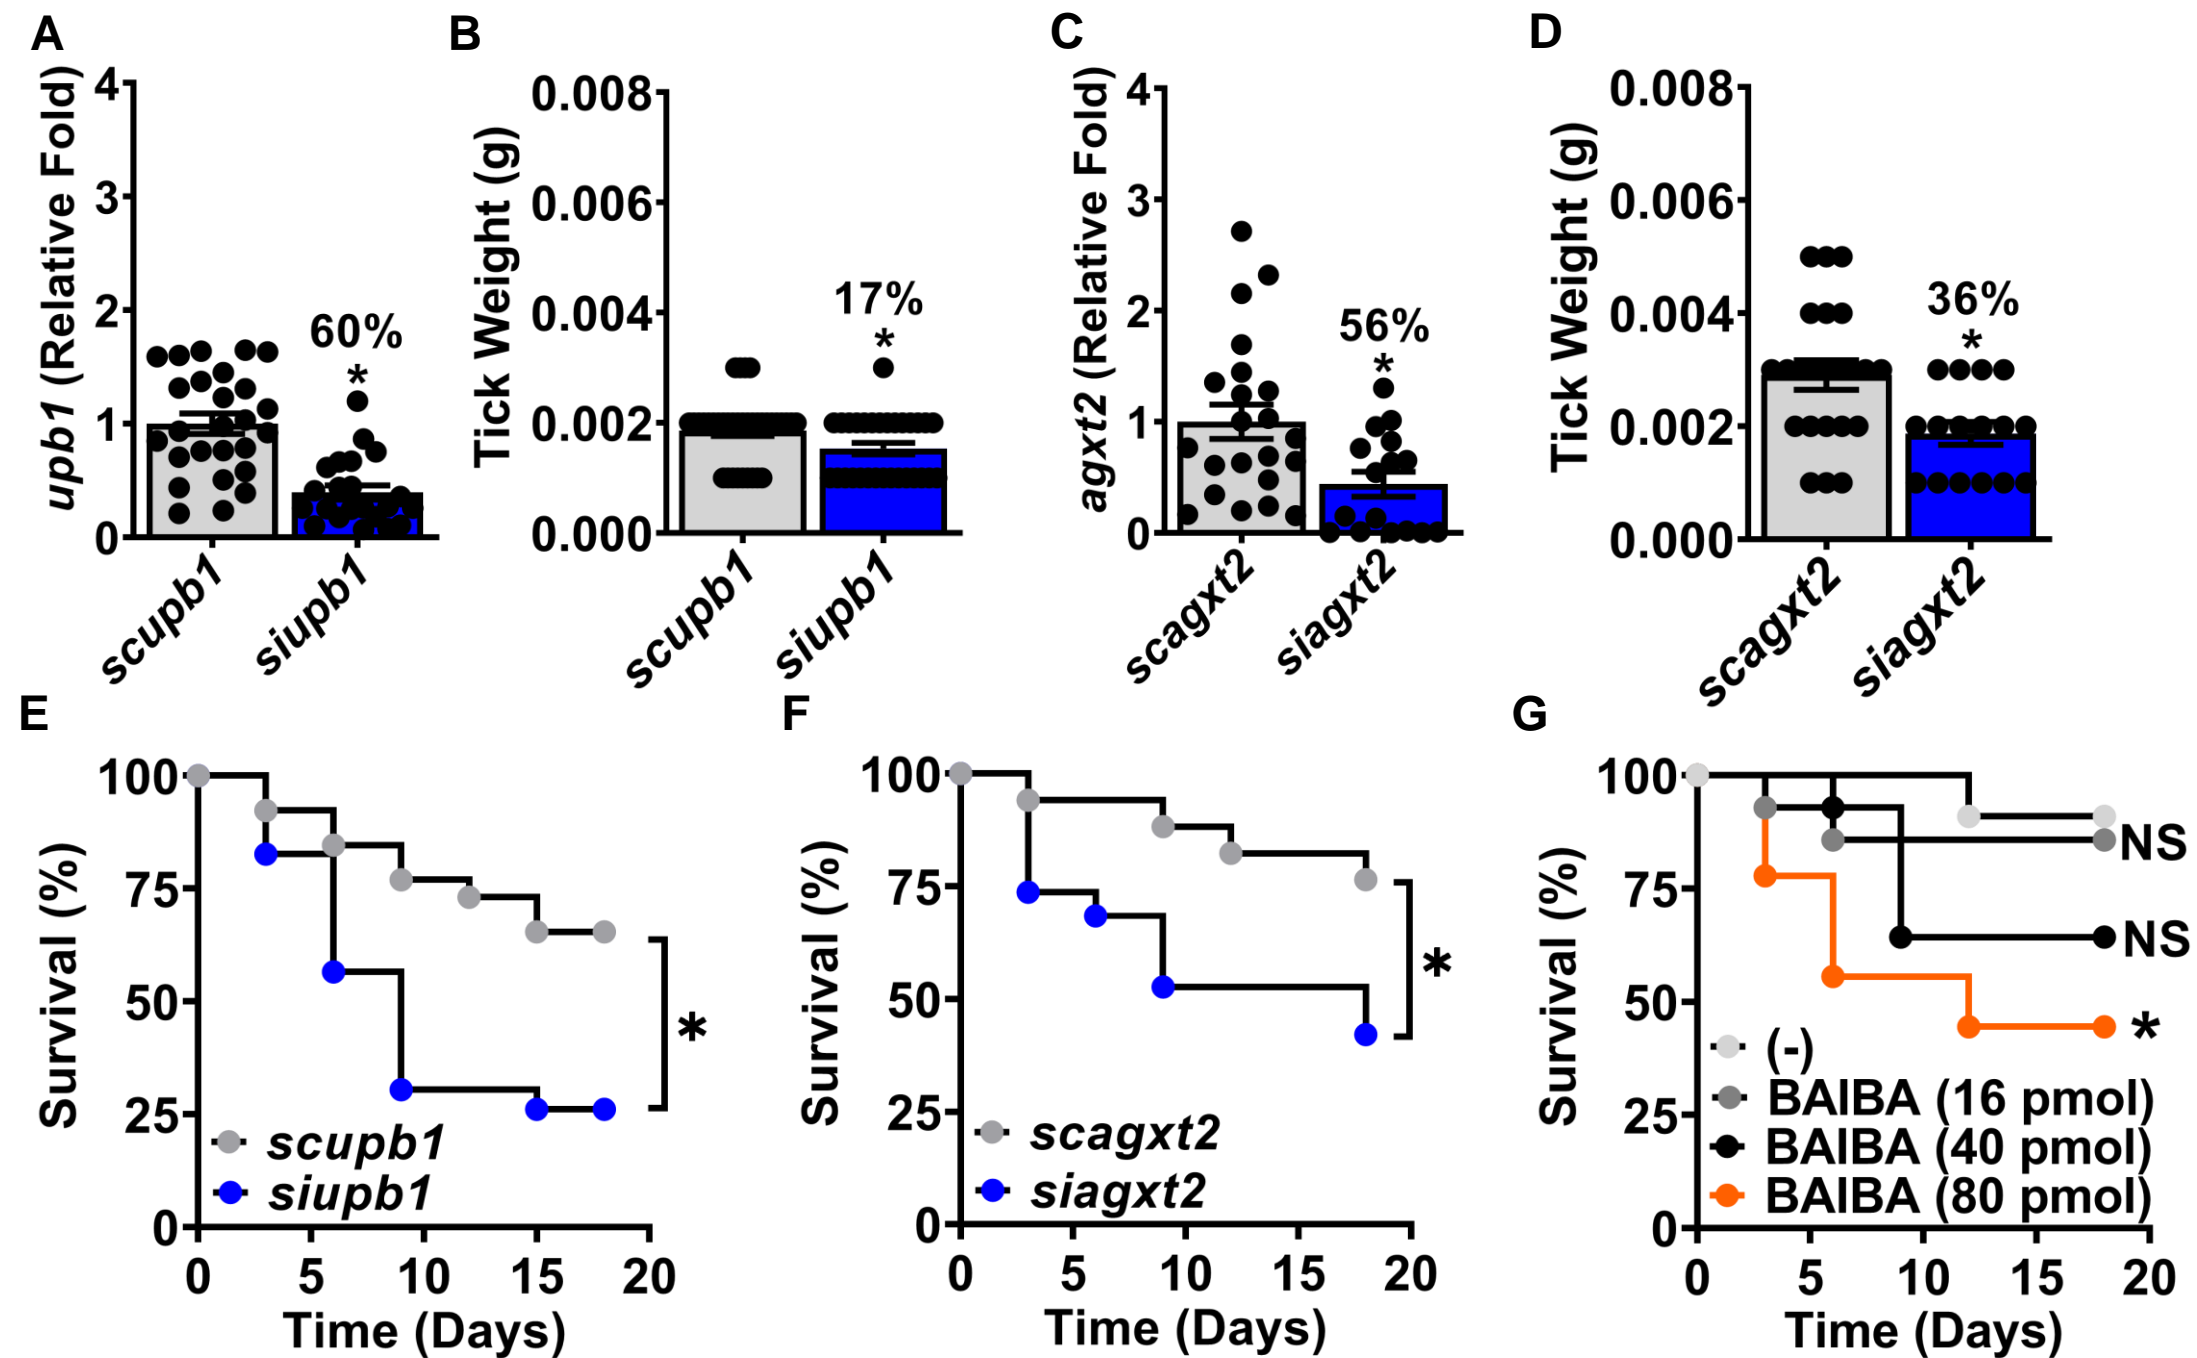 A
upb1 (Relative Fold)
4
3
2
1
0
60%
*
scupb1
siupb1
B
Tick Weight (g)
0.008
0.006
0.004
0.002
0.000
17%
*
scupb1
siupb1
C
agxt2 (Relative Fold)
4
3
2
1
0
56%
*
scagxt2
siagxt2
D
Tick Weight (g)
0.008
0.006
0.004
0.002
0.000
36%
*
scagxt2
siagxt2
E
Survival (%)
100
75
50
25
0
*
scupb1
siupb1
0 5 10 15 20
Time (Days)
F
Survival (%)
100
75
50
25
0
*
scagxt2
siagxt2
0 5 10 15 20
Time (Days)
G
Survival (%)
100
75
50
25
0
NS
NS
*
(-)
BAIBA (16 pmol)
BAIBA (40 pmol)
BAIBA (80 pmol)
0 5 10 15 20
Time (Days)